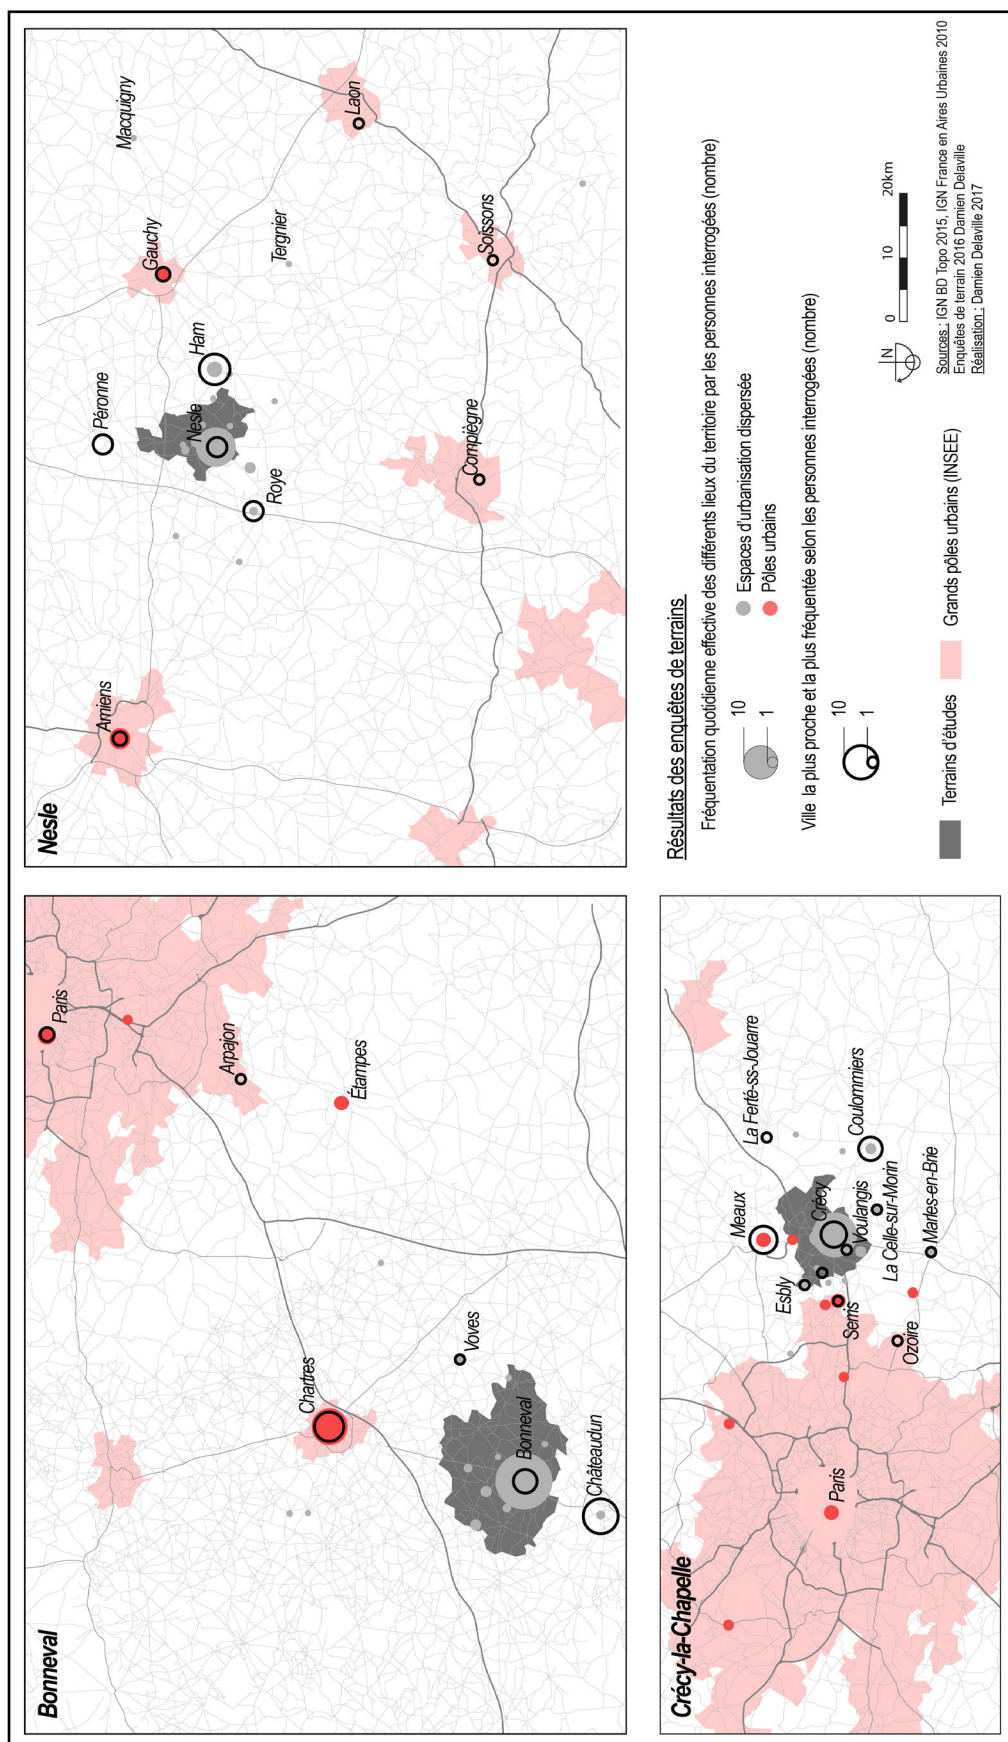 Bonneval
Paris
Arpajon
Étampes
Chartres
Voves
Bonneval
Châteaudun
Nesle
Macquigny
Gauchy
Laon
Tergnier
Soissons
Péronne
Ham
Nesle
Roye
Compiègne
Amiens
Crécy-la-Chapelle
La Ferté-ss-Jouarre
Meaux
Coulommiers
Crécy
Voulangis
La Celle-sur-Morin
Marles-en-Brie
Esbly
Serris
Ozoire
Paris
Résultats des enquêtes de terrains
Fréquentation quotidienne effective des différents lieux du territoire par les personnes interrogées (nombre)
10
1
Espaces d'urbanisation dispersée
Pôles urbains
Ville la plus proche et la plus fréquentée selon les personnes interrogées (nombre)
10
1
Terrains d'études
Grands pôles urbains (INSEE)
N
0 10 20km
Sources : IGN BD Topo 2015, IGN France en Aires Urbaines 2010
Enquêtes de terrain 2016 Damien Delaville
Réalisation : Damien Delaville 2017